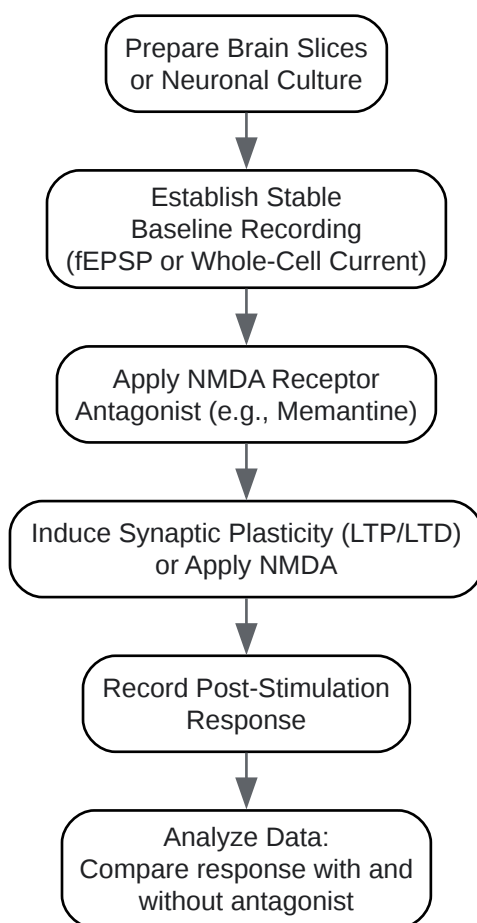 Prepare Brain Slices
or Neuronal Culture
Establish Stable
Baseline Recording
(fEPSP or Whole-Cell Current)
Apply NMDA Receptor
Antagonist (e.g., Memantine)
Induce Synaptic Plasticity (LTP/LTD)
or Apply NMDA
Record Post-Stimulation
Response
Analyze Data:
Compare response with and
without antagonist